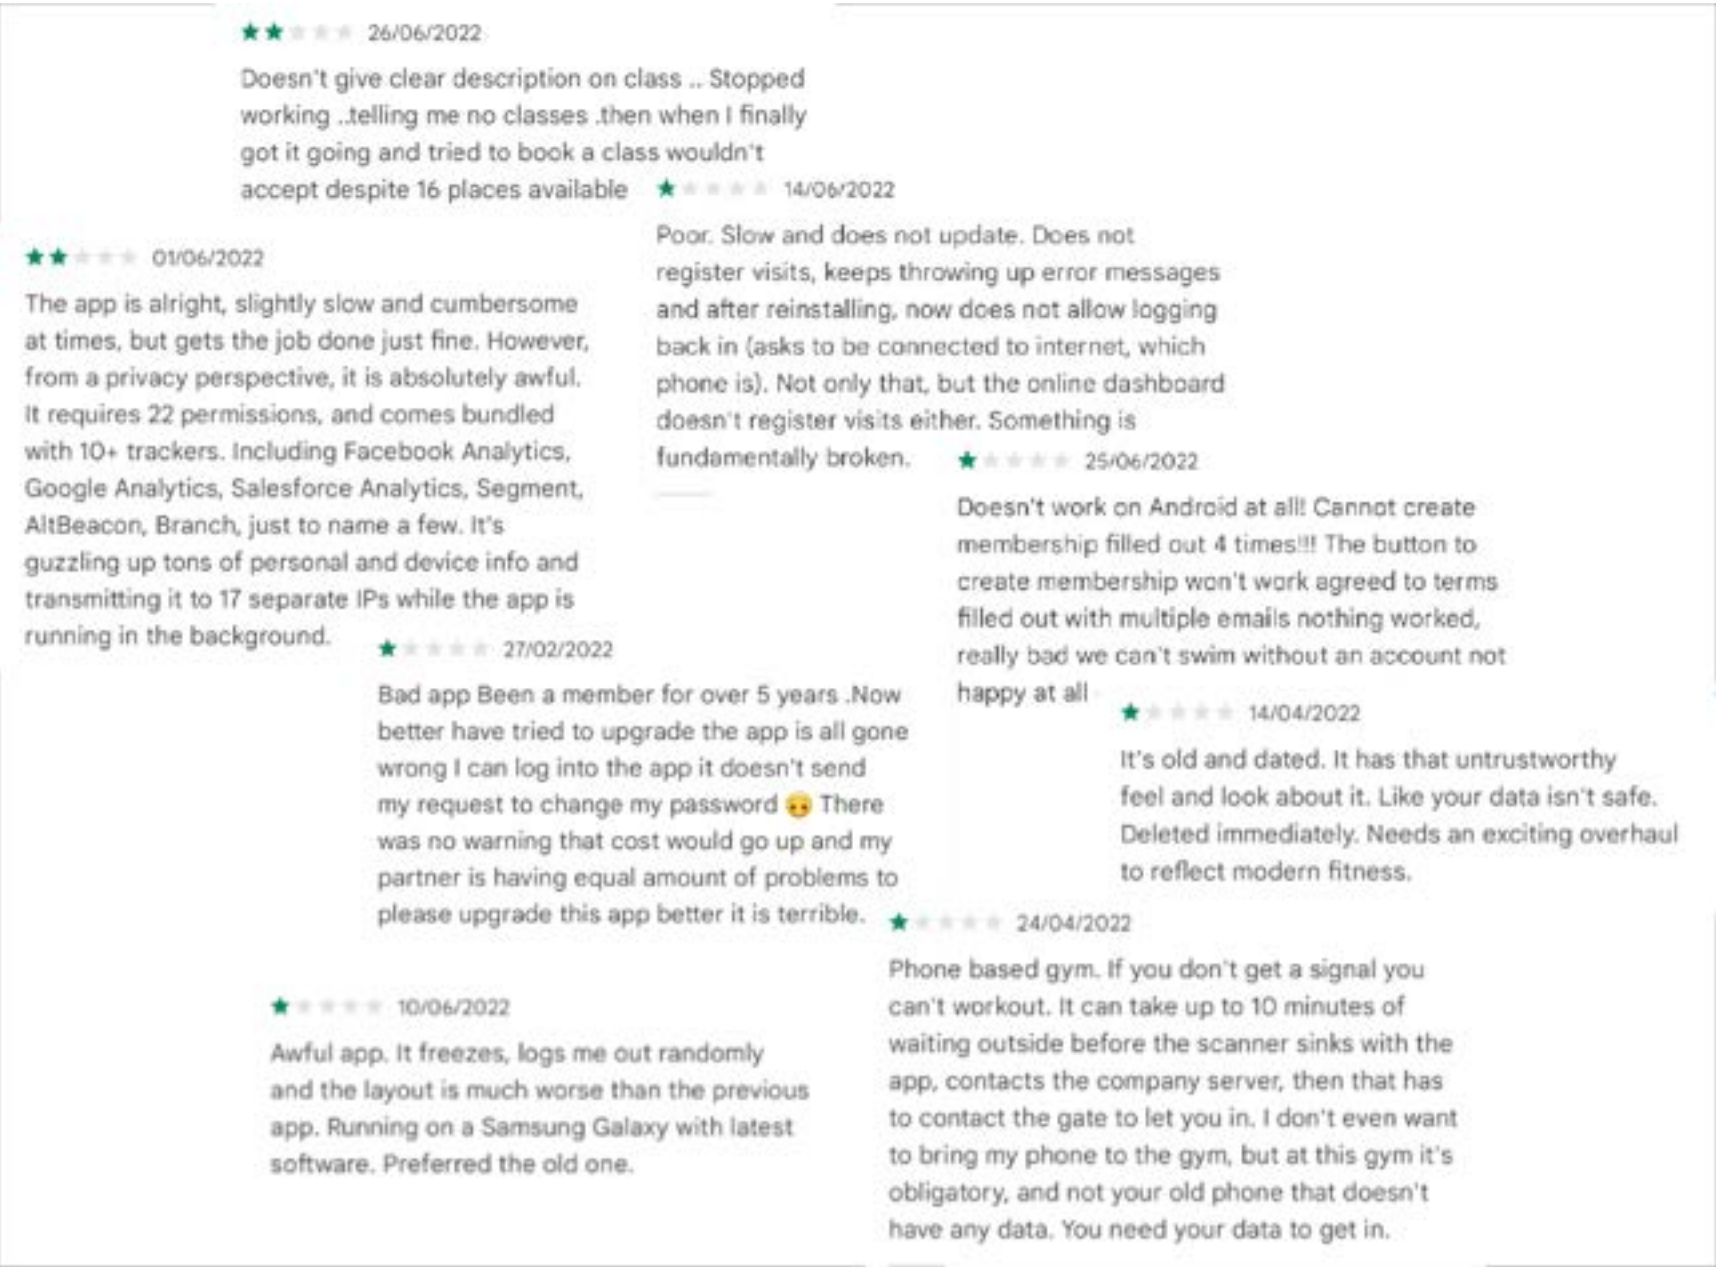 26/06/2022
Doesn't give clear description on class .. Stopped
working ..telling me no classes .then when I finally
got it going and tried to book a class wouldn't
accept despite 16 places available
14/06/2022
Poor. Slow and does not update. Does not
register visits, keeps throwing up error messages
and after reinstalling, now does not allow logging
back in (asks to be connected to internet, which
phone is). Not only that, but the online dashboard
doesn't register visits either. Something is
fundamentally broken.
01/06/2022
The app is alright, slightly slow and cumbersome
at times, but gets the job done just fine. However,
from a privacy perspective, it is absolutely awful.
It requires 22 permissions, and comes bundled
with 10+ trackers. Including Facebook Analytics,
Google Analytics, Salesforce Analytics, Segment,
AltBeacon, Branch, just to name a few. It's
guzzling up tons of personal and device info and
transmitting it to 17 separate IPs while the app is
running in the background.
25/06/2022
Doesn't work on Android at all! Cannot create
membership filled out 4 times!!! The button to
create membership won't work agreed to terms
filled out with multiple emails nothing worked,
really bad we can't swim without an account not
happy at all
27/02/2022
Bad app Been a member for over 5 years .Now
better have tried to upgrade the app is all gone
wrong I can log into the app it doesn't send
my request to change my password 😡 There
was no warning that cost would go up and my
partner is having equal amount of problems to
please upgrade this app better it is terrible.
14/04/2022
It's old and dated. It has that untrustworthy
feel and look about it. Like your data isn't safe.
Deleted immediately. Needs an exciting overhaul
to reflect modern fitness.
24/04/2022
Phone based gym. If you don't get a signal you
can't workout. It can take up to 10 minutes of
waiting outside before the scanner sinks with the
app, contacts the company server, then that has
to contact the gate to let you in. I don't even want
to bring my phone to the gym, but at this gym it's
obligatory, and not your old phone that doesn't
have any data. You need your data to get in.
10/06/2022
Awful app. It freezes, logs me out randomly
and the layout is much worse than the previous
app. Running on a Samsung Galaxy with latest
software. Preferred the old one.